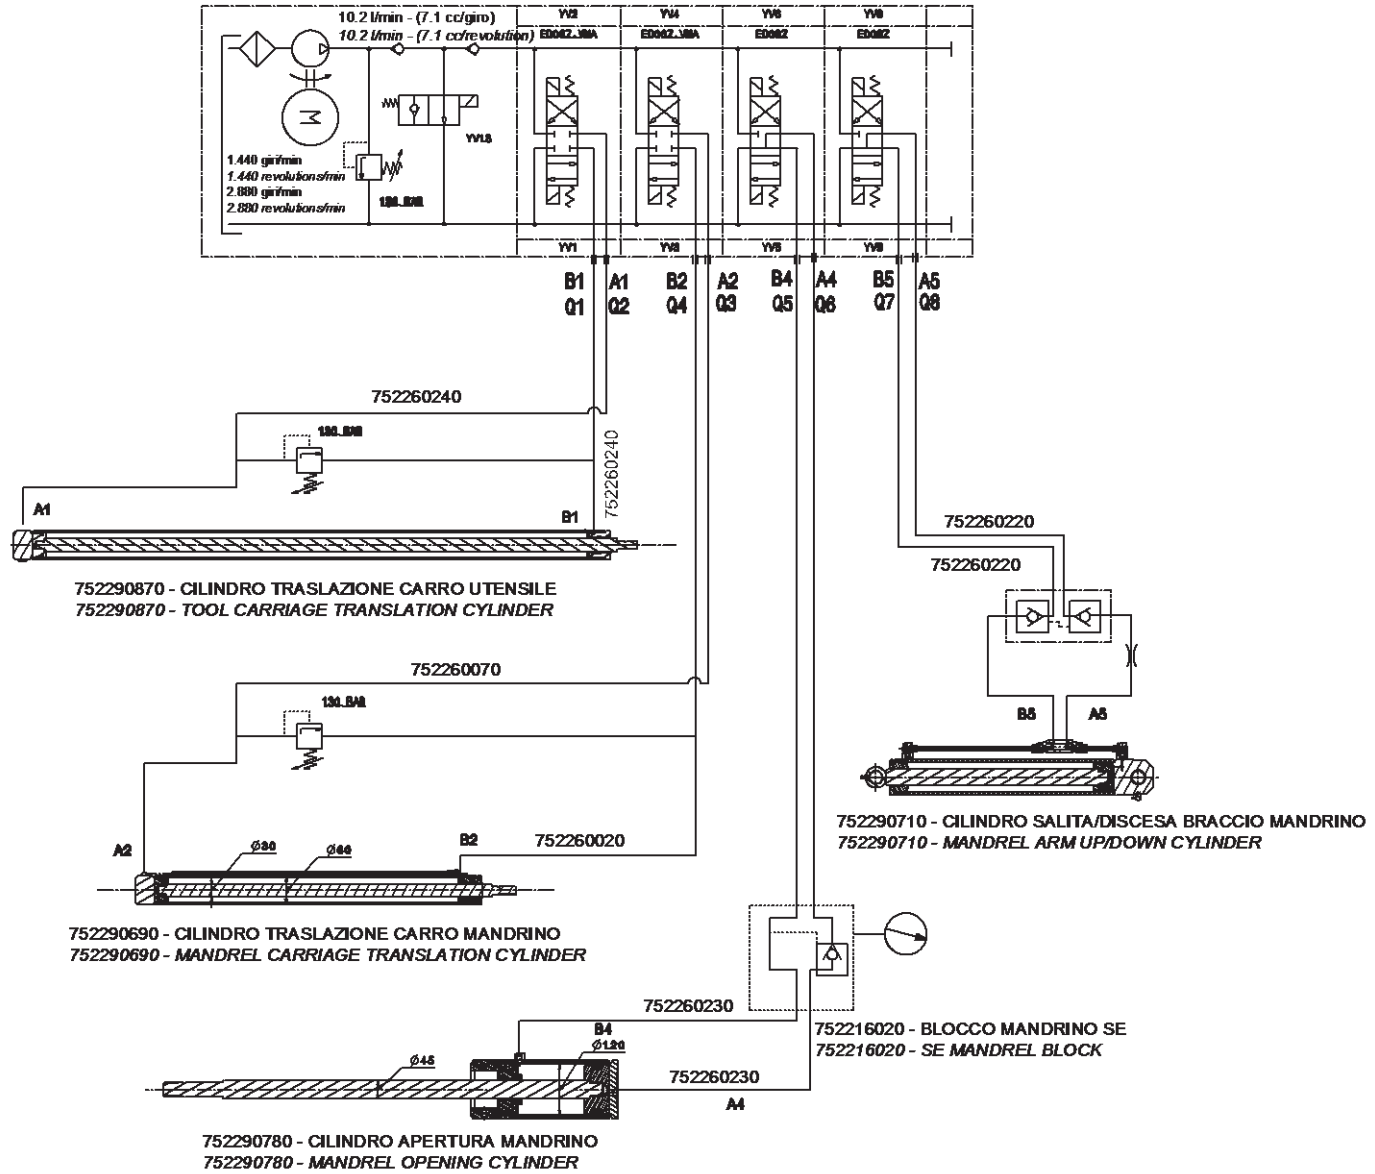 10.2 l/min - (7.1 cc/giro)
10.2 l/min - (7.1 cc/revolution)
YV2
YV4
M
YV13
1.440 giri/min
1.440 revolutions/min
2.880 giri/min
2.880 revolutions/min
YV1
B1 A1 B2 A2 B4 A4 B5 A5
Q1 Q2 Q4 Q3 Q5 Q6 Q7 Q8
752260240
752260240
A1
B1
752290870 - CILINDRO TRASLAZIONE CARRO UTENSILE
752290870 - TOOL CARRIAGE TRANSLATION CYLINDER
752260220
752260220
752260070
130..BAR
B5 A5
752290710 - CILINDRO SALITA/DISCESA BRACCIO MANDRINO
752290710 - MANDREL ARM UP/DOWN CYLINDER
A2
Ø30
Ø60
B2
752260020
752290690 - CILINDRO TRASLAZIONE CARRO MANDRINO
752290690 - MANDREL CARRIAGE TRANSLATION CYLINDER
752260230
B4
Ø120
752216020 - BLOCCO MANDRINO SE
752216020 - SE MANDREL BLOCK
Ø45
752260230
A4
752290780 - CILINDRO APERTURA MANDRINO
752290780 - MANDREL OPENING CYLINDER